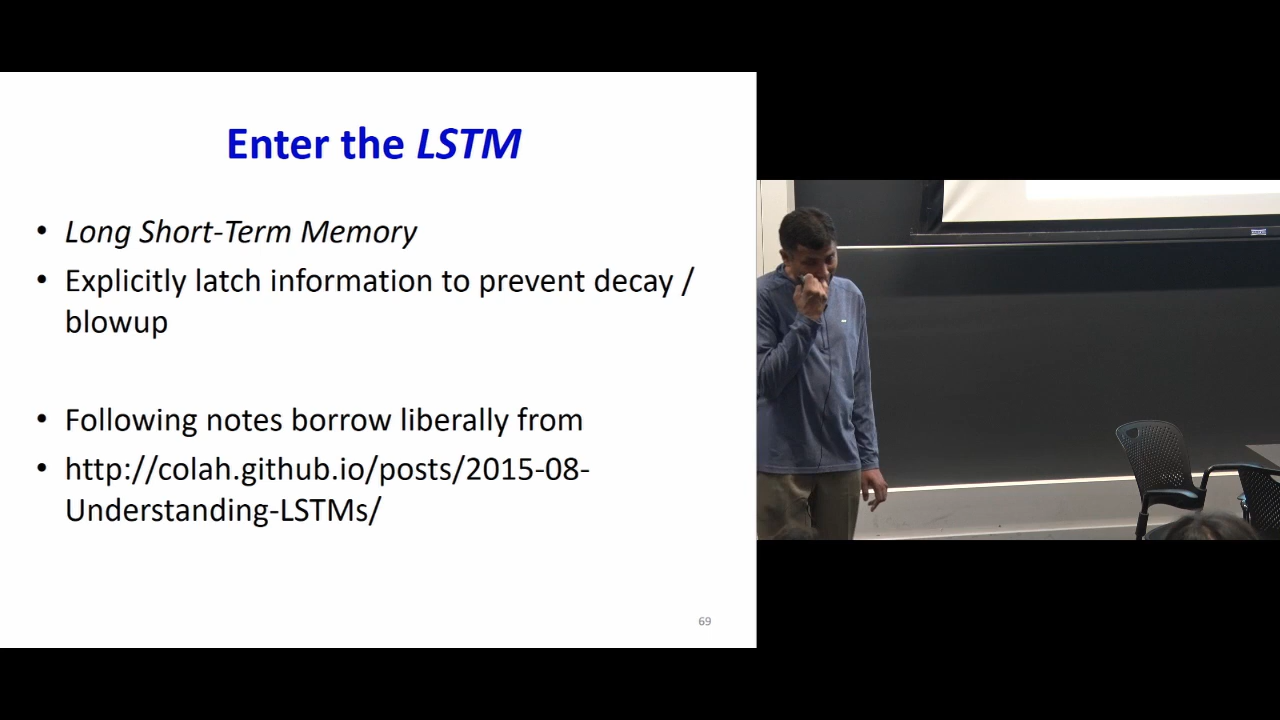 Enter the LSTM
• Long Short-Term Memory
• Explicitly latch information to prevent decay /
blowup
• Following notes borrow liberally from
• http://colah.github.io/posts/2015-08-
Understanding-LSTMs/
69